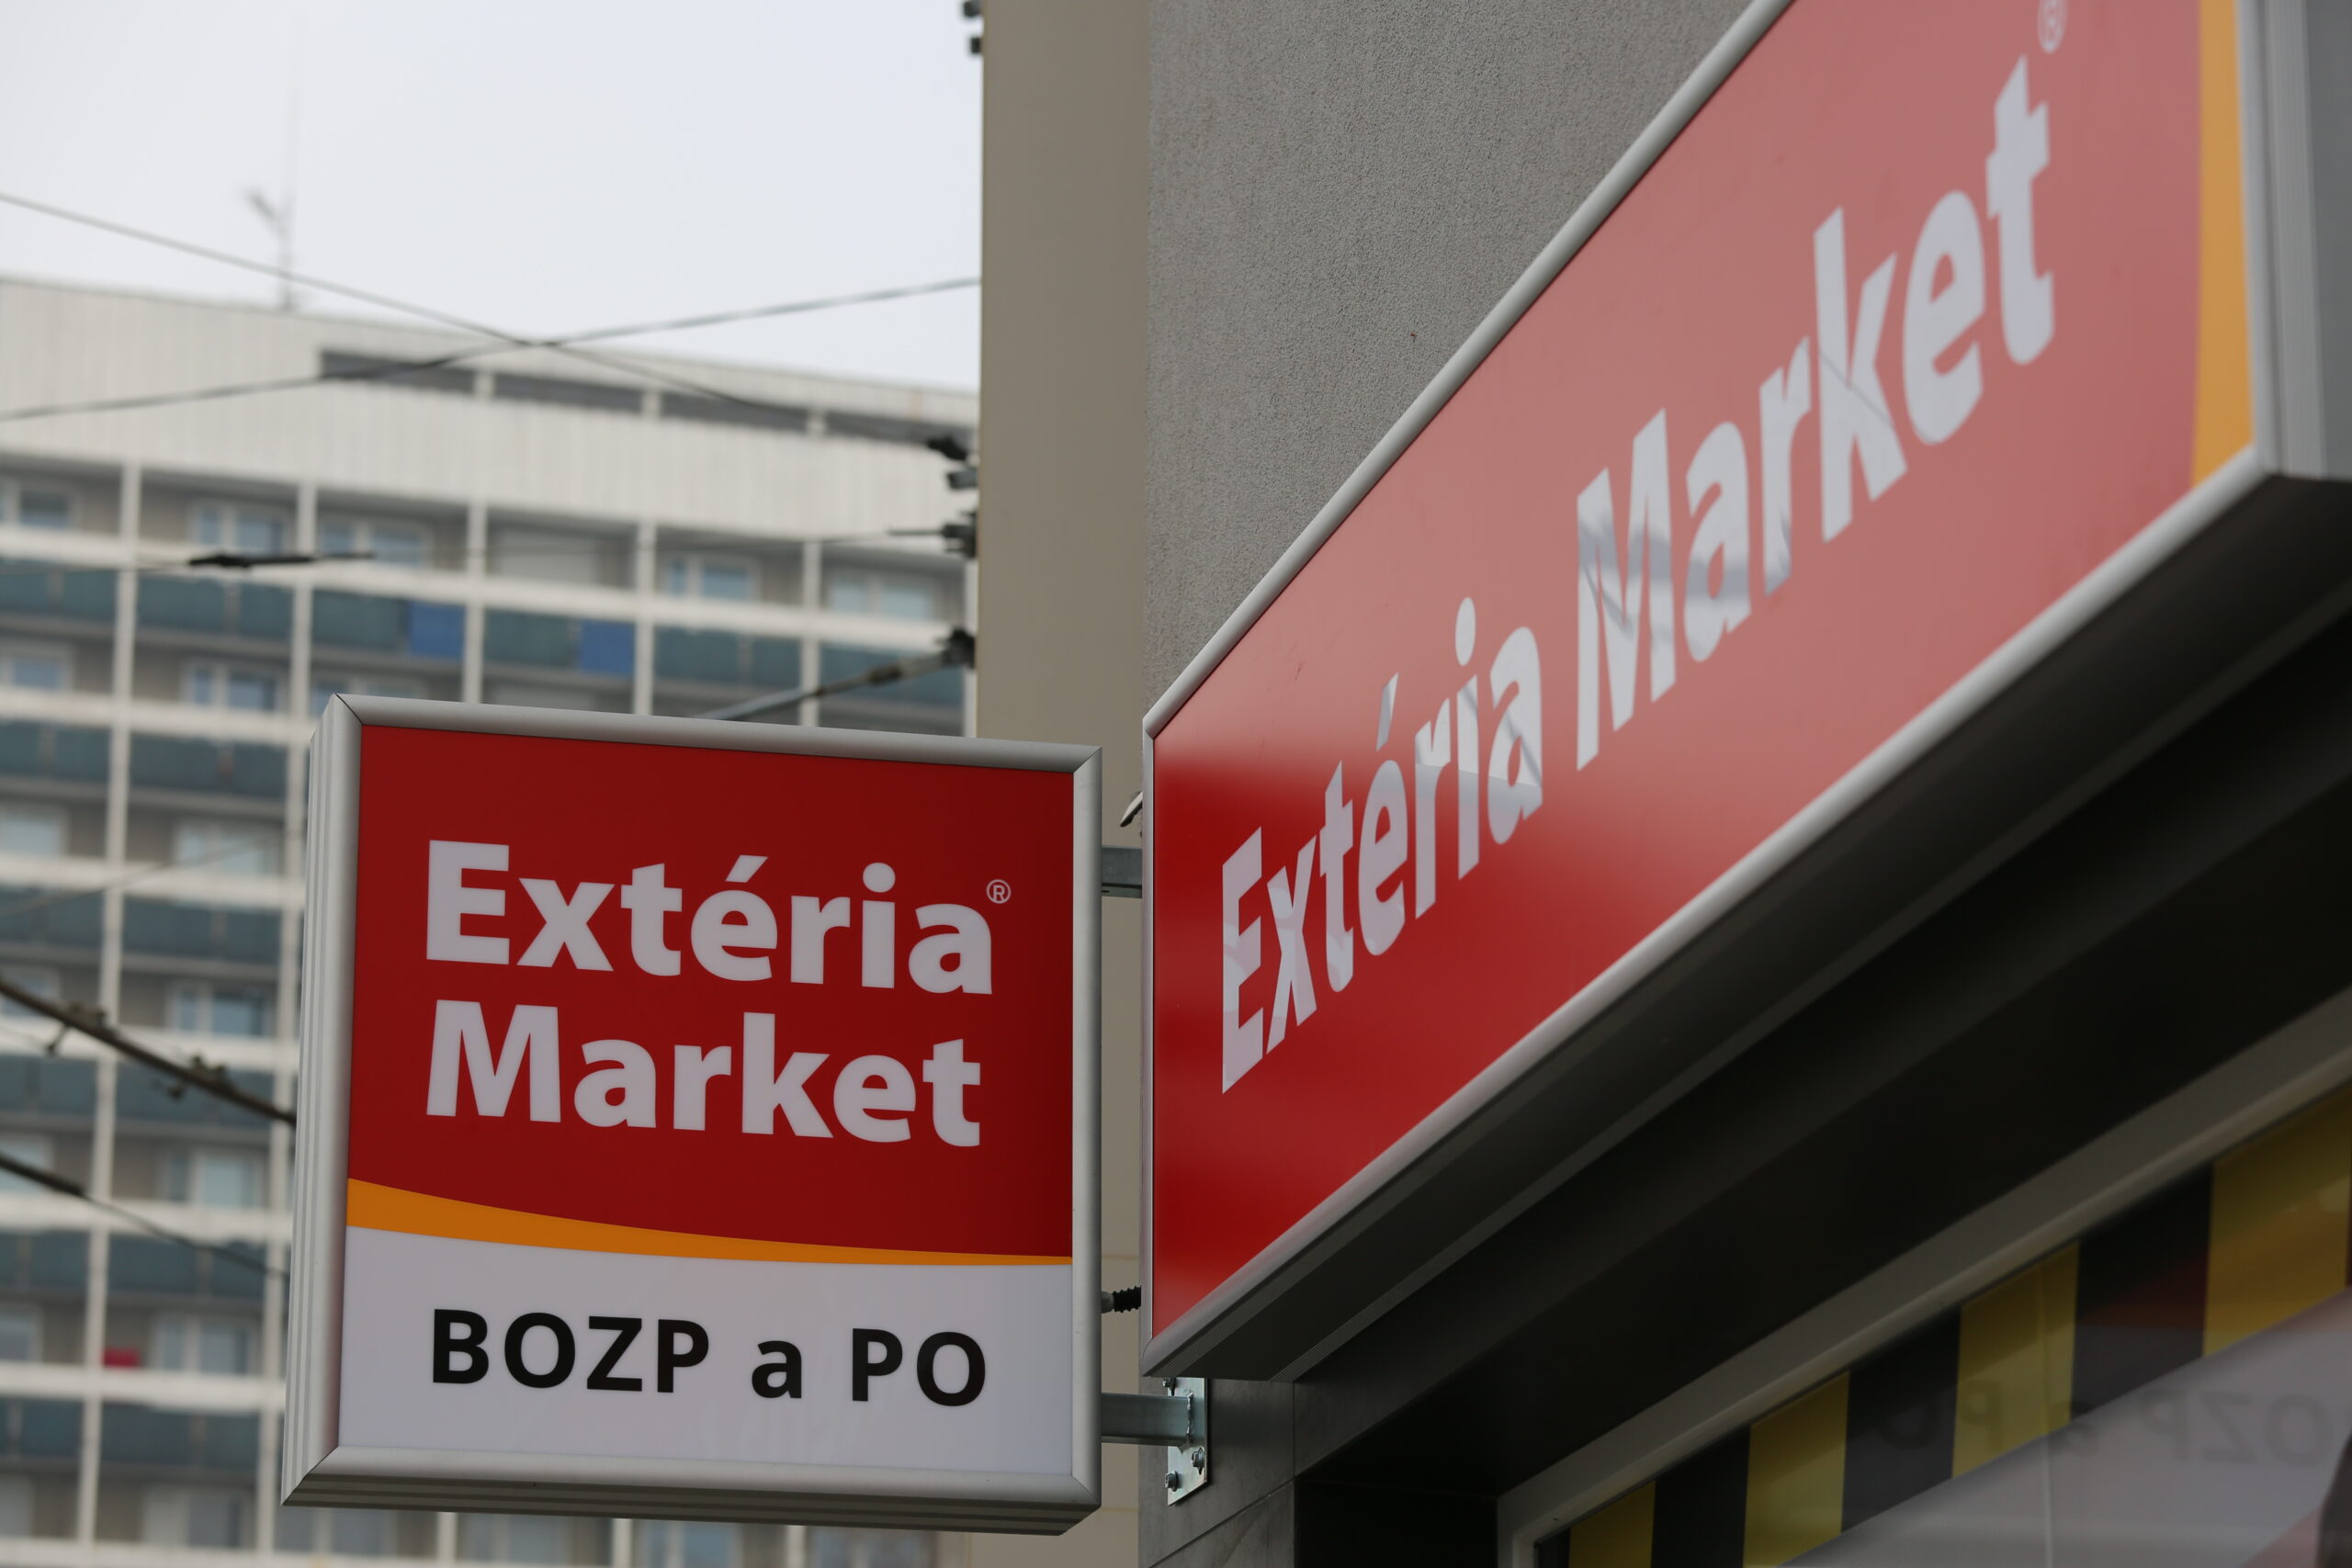 Extéria®
Market
BOZP a PO
Extéria Market®